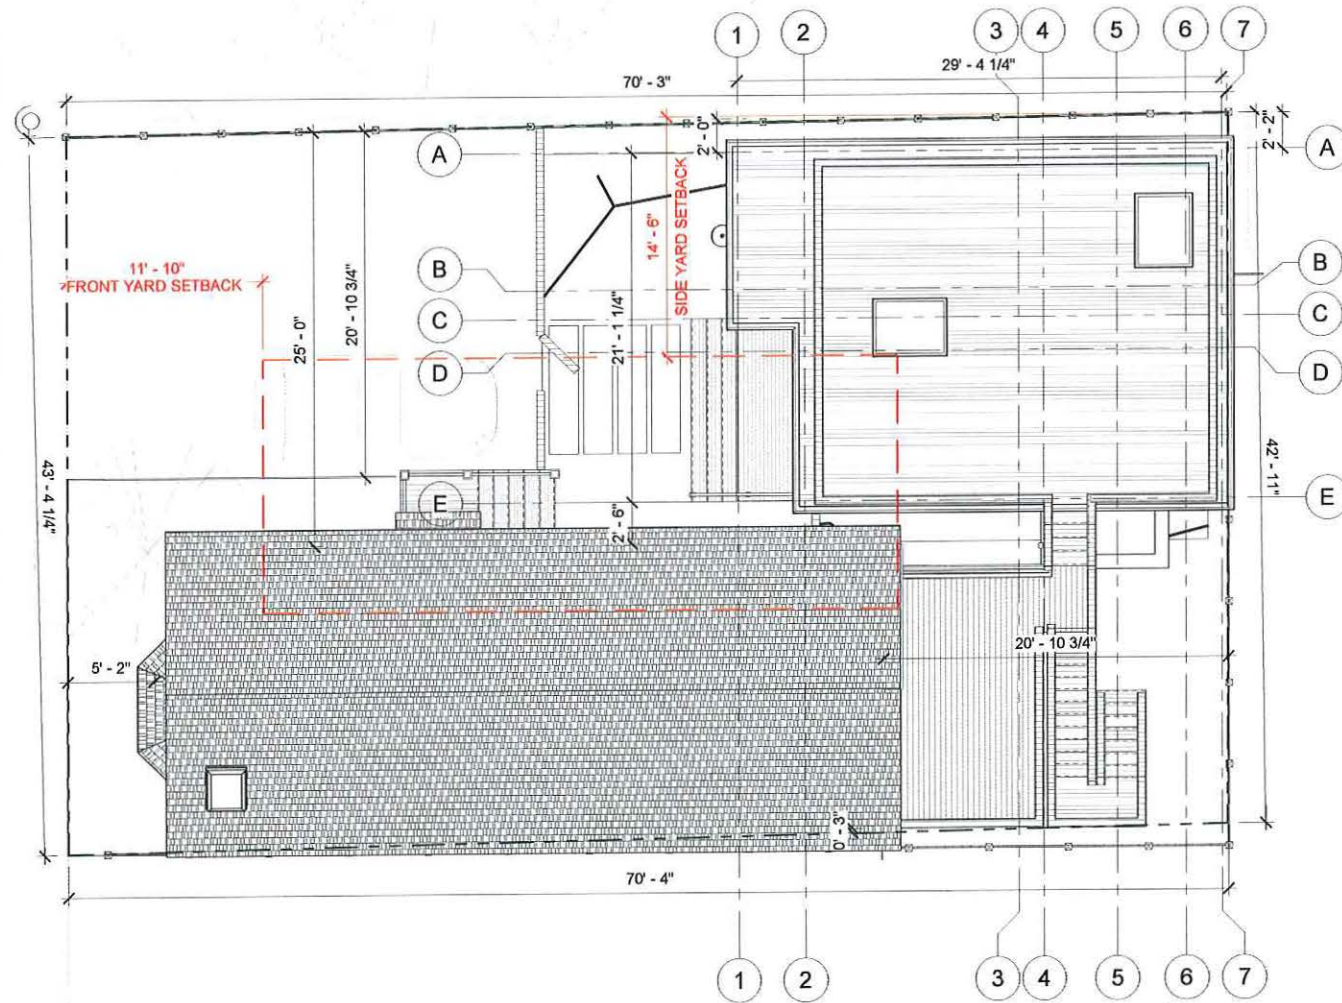 1
2
3
4
5
6
7
29' - 4 1/4"
70' - 3"
2' - 0"
2' - 2"
A
A
14' - 6"
SIDE YARD SETBACK
11' - 10"
FRONT YARD SETBACK
B
B
25' - 0"
20' - 10 3/4"
21' - 1 1/4"
C
C
D
D
43' - 4 1/4"
42' - 11"
E
E
2' - 6"
5' - 2"
20' - 10 3/4"
0' - 3"
70' - 4"
1
2
3
4
5
6
7